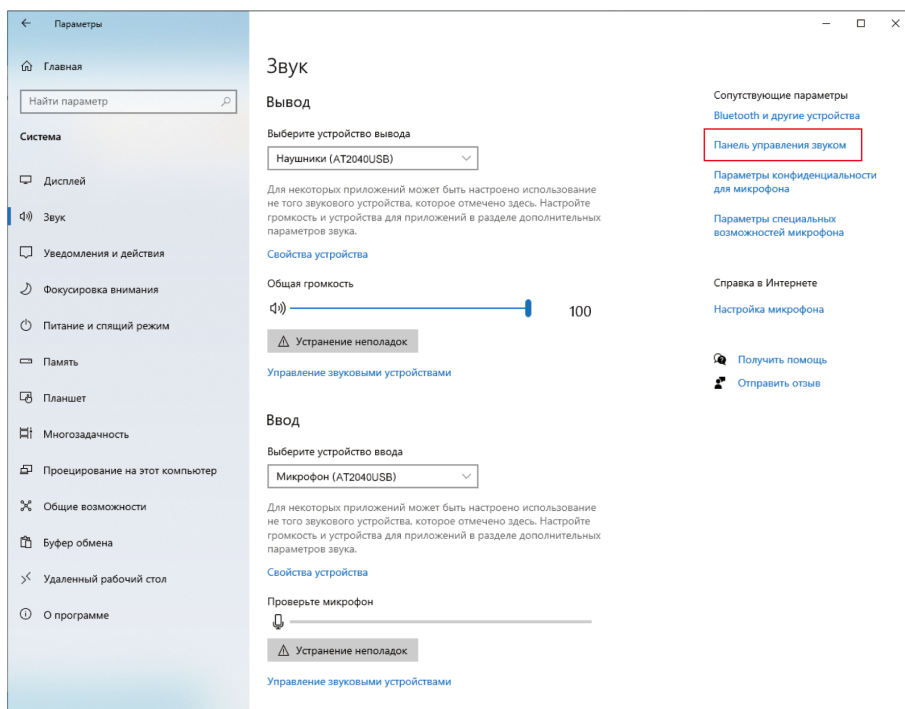 Параметры
Главная
Найти параметр
Система
Дисплей
Звук
Уведомления и действия
Фокусировка внимания
Питание и спящий режим
Память
Планшет
Многозадачность
Проецирование на этот компьютер
Общие возможности
Буфер обмена
Удаленный рабочий стол
О программе
Звук
Вывод
Выберите устройство вывода
Наушники (AT2040USB)
Для некоторых приложений может быть настроено использование
не того звукового устройства, которое отмечено здесь. Настройте
громкость и устройства для приложений в разделе дополнительных
параметров звука.
Свойства устройства
Общая громкость
100
Устранение неполадок
Управление звуковыми устройствами
Ввод
Выберите устройство ввода
Микрофон (AT2040USB)
Для некоторых приложений может быть настроено использование
не того звукового устройства, которое отмечено здесь. Настройте
громкость и устройства для приложений в разделе дополнительных
параметров звука.
Свойства устройства
Проверьте микрофон
Устранение неполадок
Управление звуковыми устройствами
Сопутствующие параметры
Bluetooth и другие устройства
Панель управления звуком
Параметры конфиденциальности
для микрофона
Параметры специальных
возможностей микрофона
Справка в Интернете
Настройка микрофона
Получить помощь
Отправить отзыв